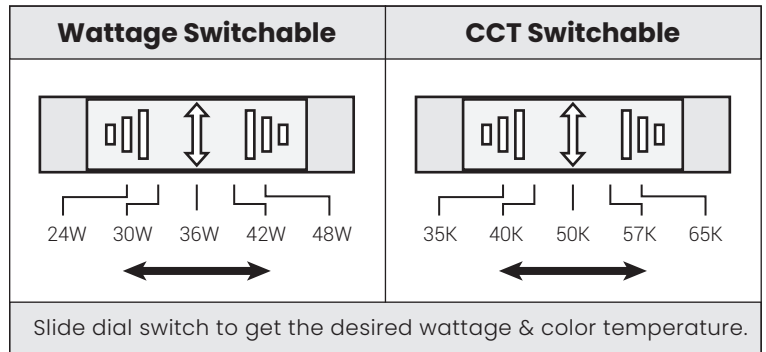 Wattage Switchable
CCT Switchable
24W 30W 36W 42W 48W
35K 40K 50K 57K 65K
Slide dial switch to get the desired wattage & color temperature.